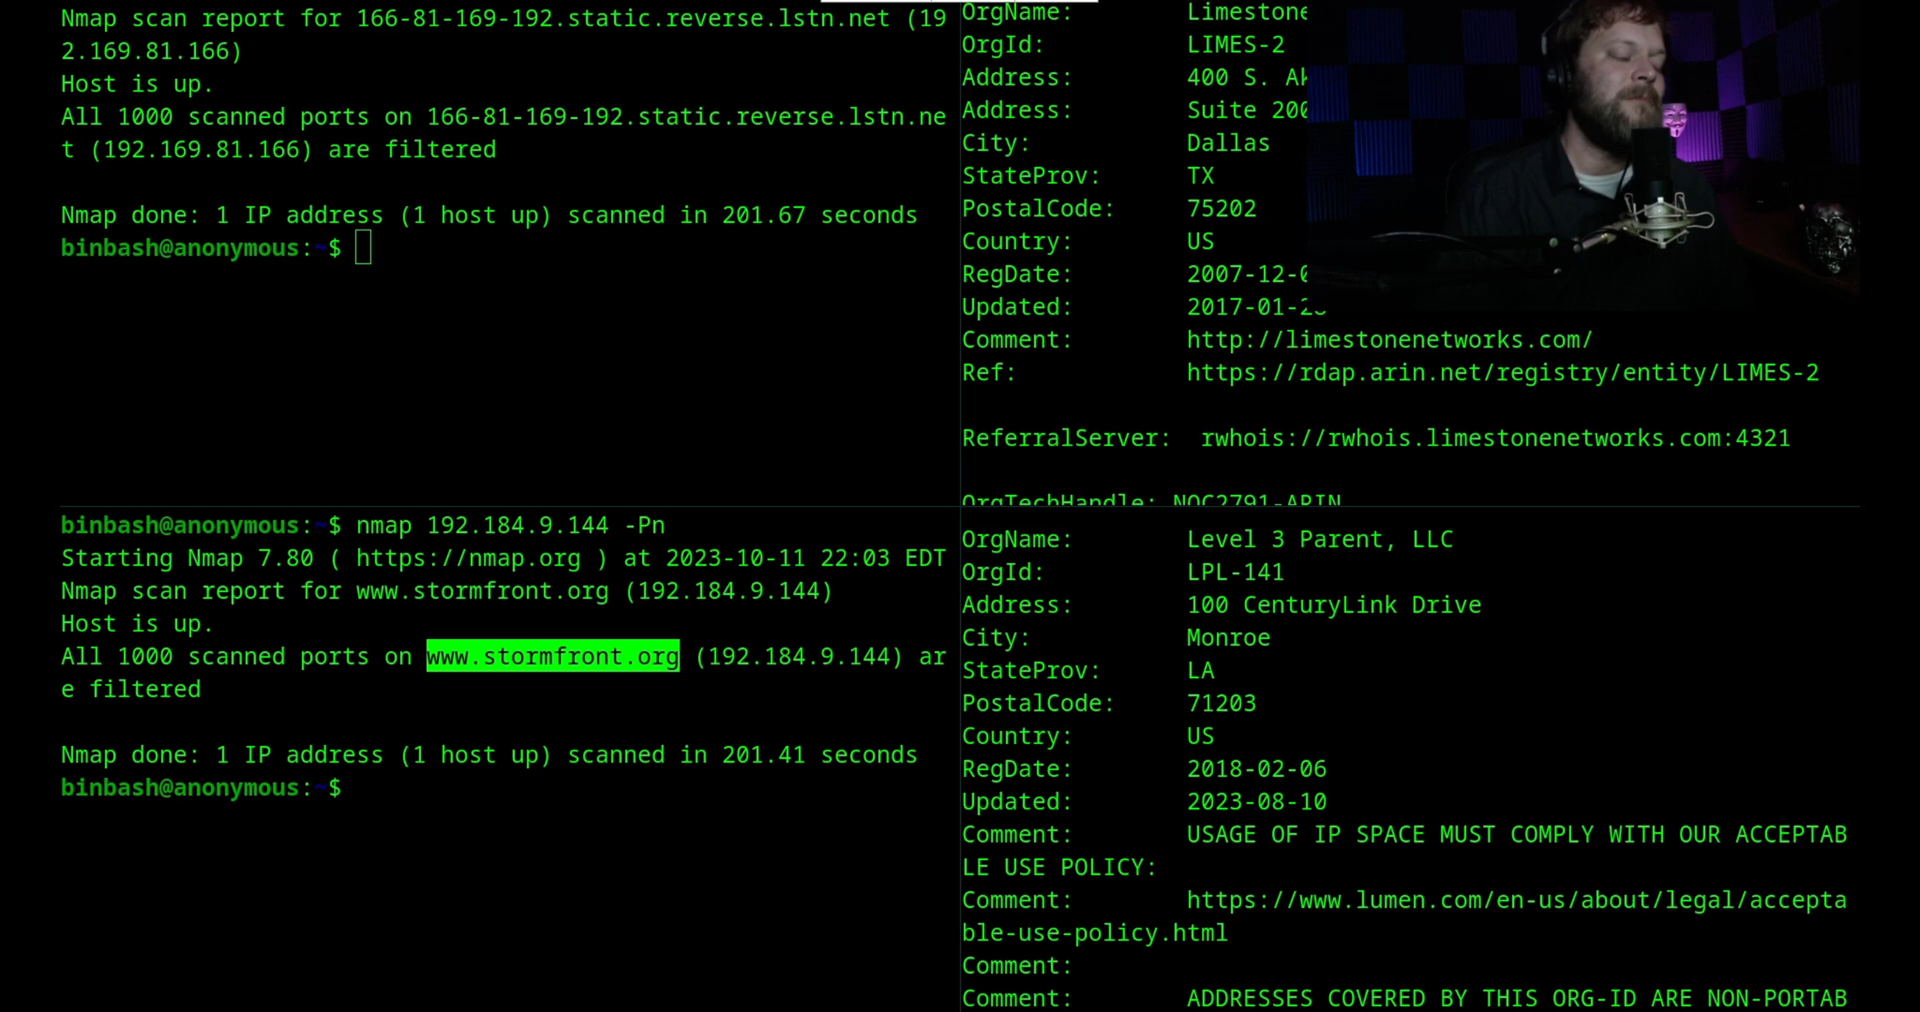 Nmap scan report for 166-81-169-192.static.reverse.lstn.net (19
2.169.81.166)
Host is up.
All 1000 scanned ports on 166-81-169-192.static.reverse.lstn.ne
t (192.169.81.166) are filtered
Nmap done: 1 IP address (1 host up) scanned in 201.67 seconds
binbash@anonymous:~$
OrgName: Limestone
OrgId: LIMES-2
Address: 400 S.
Address: Suite
City: Dallas
StateProv: TX
PostalCode: 75202
Country: US
RegDate: 2007-12-
Updated: 2017-01-
Comment: http://limestonenetworks.com/
Ref: https://rdap.arin.net/registry/entity/LIMES-2
ReferralServer: rwhois://rwhois.limestonenetworks.com:4321
OrgTechHandle: NOC2791-ARIN
binbash@anonymous:~$ nmap 192.184.9.144 -Pn
Starting Nmap 7.80 ( https://nmap.org ) at 2023-10-11 22:03 EDT
Nmap scan report for www.stormfront.org (192.184.9.144)
Host is up.
All 1000 scanned ports on www.stormfront.org (192.184.9.144) ar
e filtered
Nmap done: 1 IP address (1 host up) scanned in 201.41 seconds
binbash@anonymous:~$
OrgName: Level 3 Parent, LLC
OrgId: LPL-141
Address: 100 CenturyLink Drive
City: Monroe
StateProv: LA
PostalCode: 71203
Country: US
RegDate: 2018-02-06
Updated: 2023-08-10
Comment: USAGE OF IP SPACE MUST COMPLY WITH OUR ACCEPTAB
LE USE POLICY:
Comment: https://www.lumen.com/en-us/about/legal/accepta
ble-use-policy.html
Comment:
Comment: ADDRESSES COVERED BY THIS ORG-ID ARE NON-PORTAB